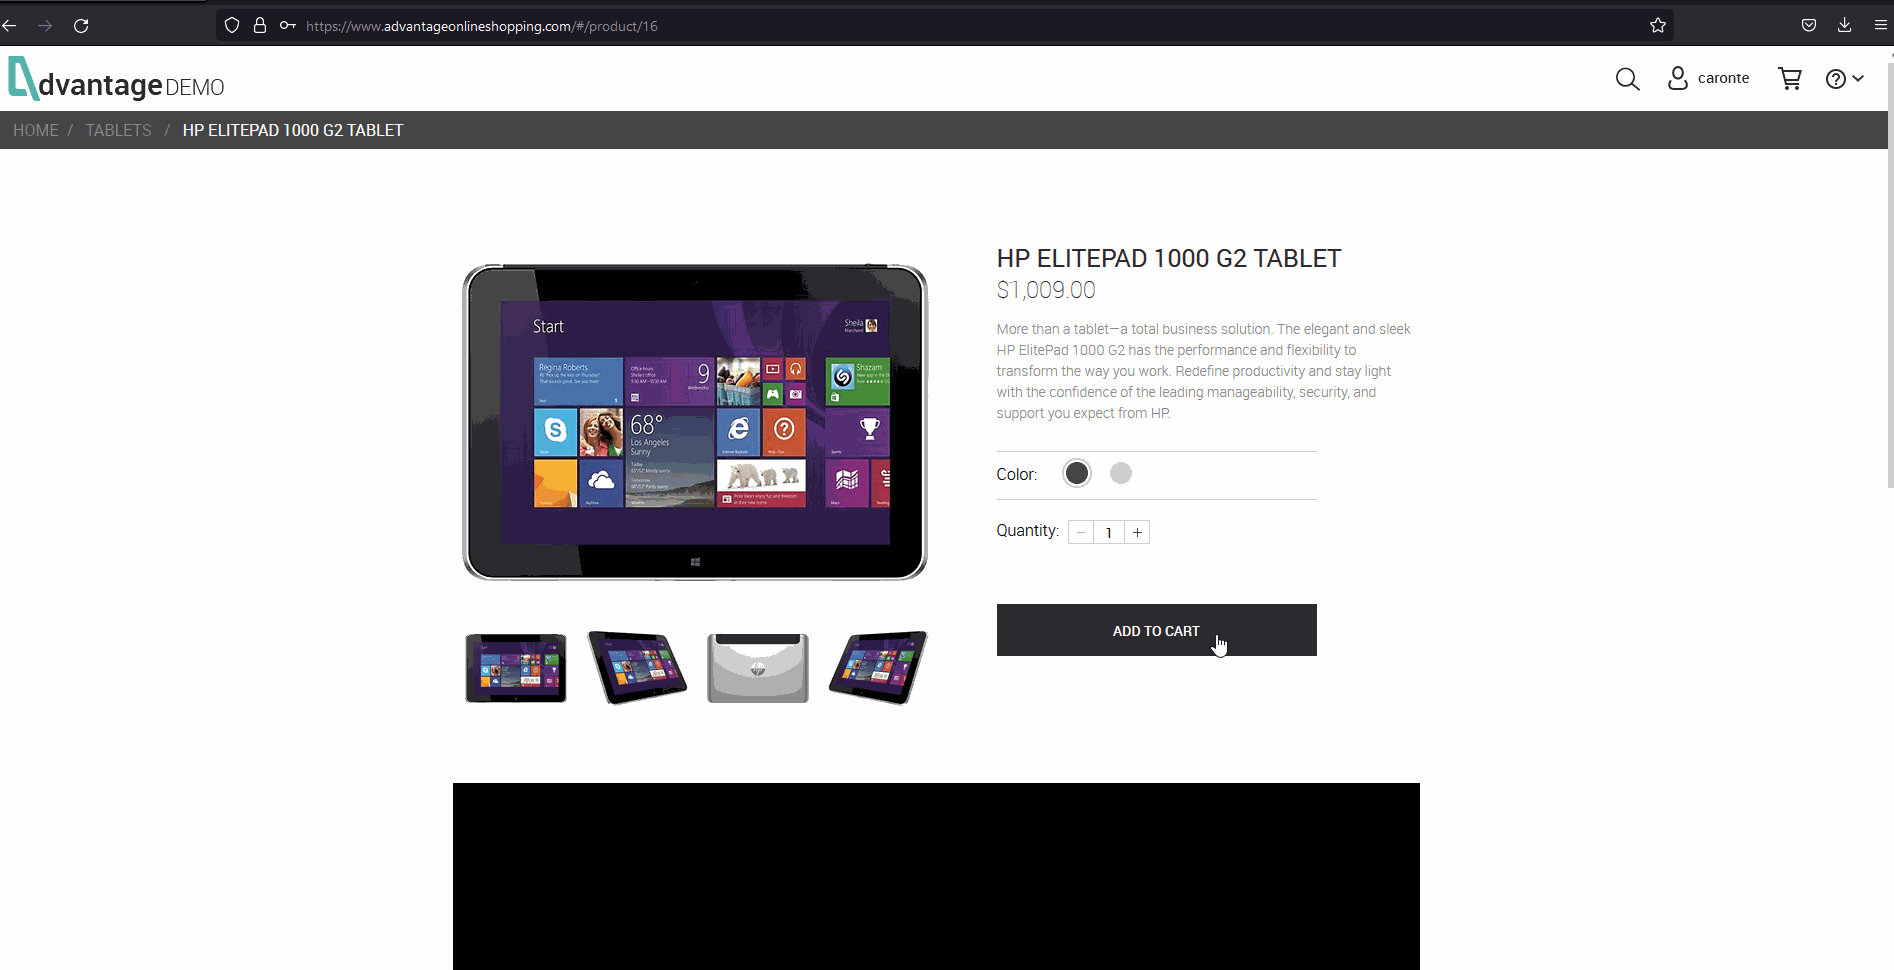 https://www.advantageonlineshopping.com/#/product/16
dvantage DEMO
caronte
HOME / TABLETS / HP ELITEPAD 1000 G2 TABLET
HP ELITEPAD 1000 G2 TABLET
$1,009.00
More than a tablet—a total business solution. The elegant and sleek
HP ElitePad 1000 G2 has the performance and flexibility to
transform the way you work. Redefine productivity and stay light
with the confidence of the leading manageability, security, and
support you expect from HP.
Color:
Quantity: − 1 +
ADD TO CART
Start
Sheila
Regina Roberts
9
Wednesday
Shazam
68°
Los Angeles
Sunny
Today
Tomorrow